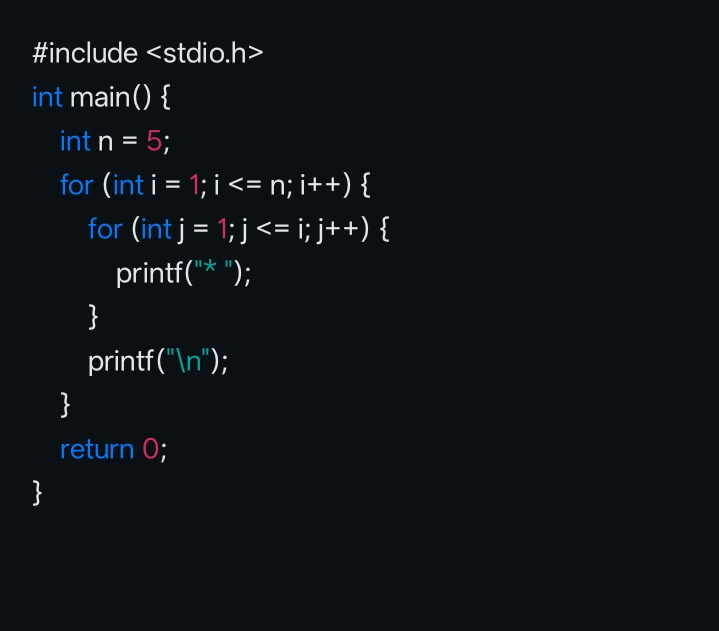 #include <stdio.h>
int main() {
    int n = 5;
    for (int i = 1; i <= n; i++) {
        for (int j = 1; j <= i; j++) {
            printf("* ");
        }
        printf("\n");
    }
    return 0;
}